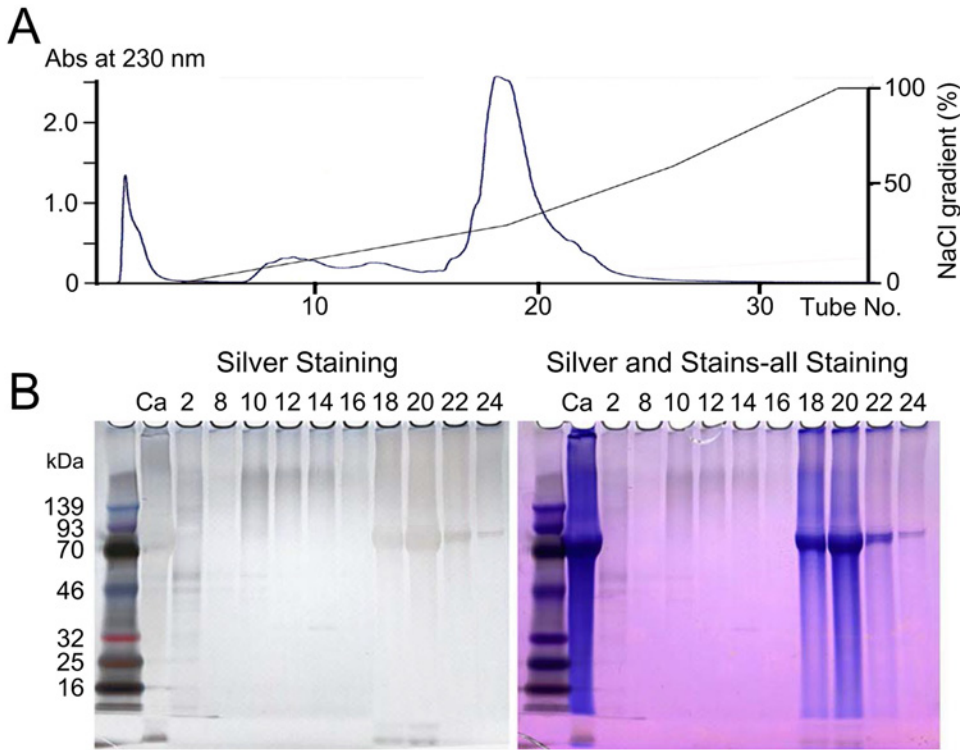 A
Abs at 230 nm
2.0
1.0
0
100
50
0
NaCl gradient (%)
10
20
30
Tube No.
B
Silver Staining
Silver and Stains-all Staining
Ca 2 8 10 12 14 16 18 20 22 24
Ca 2 8 10 12 14 16 18 20 22 24
kDa
139
93
70
46
32
25
16